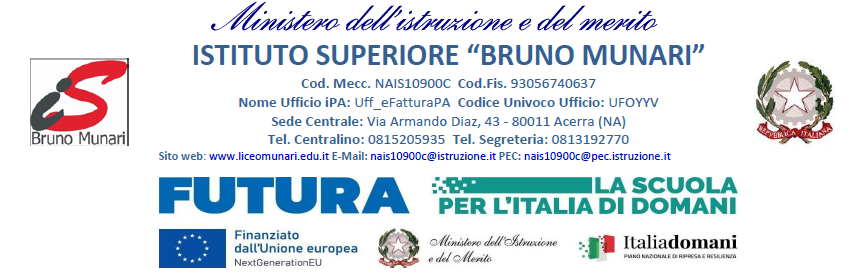 Ministero dell'istruzione e del merito
ISTITUTO SUPERIORE "BRUNO MUNARI"
Cod. Mecc. NAIS10900C Cod.Fis. 93056740637
Nome Ufficio iPA: Uff_eFatturaPA Codice Univoco Ufficio: UFOYYV
Sede Centrale: Via Armando Diaz, 43 - 80011 Acerra (NA)
Tel. Centralino: 0815205935 Tel. Segreteria: 0813192770
Sito web: www.liceomunari.edu.it E-Mail: nais10900c@istruzione.it PEC: nais10900c@pec.istruzione.it
iS
Bruno Munari
REPVBBLICA ITALIANA
FUTURA
LA SCUOLA
PER L'ITALIA DI DOMANI
Finanziato
dall'Unione europea
NextGenerationEU
Ministero dell'Istruzione
e del Merito
Italiadomani
PIANO NAZIONALE DI RIPRESA E RESILIENZA